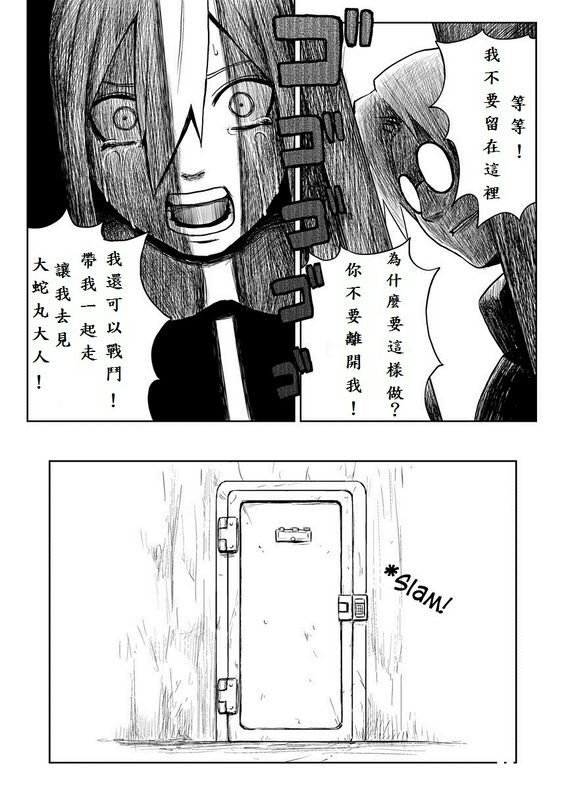 等等！
我不要留在這裡
為什麼要這樣做？
你不要離開我！
ゴゴゴゴゴ
我還可以戰鬥！
帶我一起走
讓我去見
大蛇丸大人！
*SLAM!